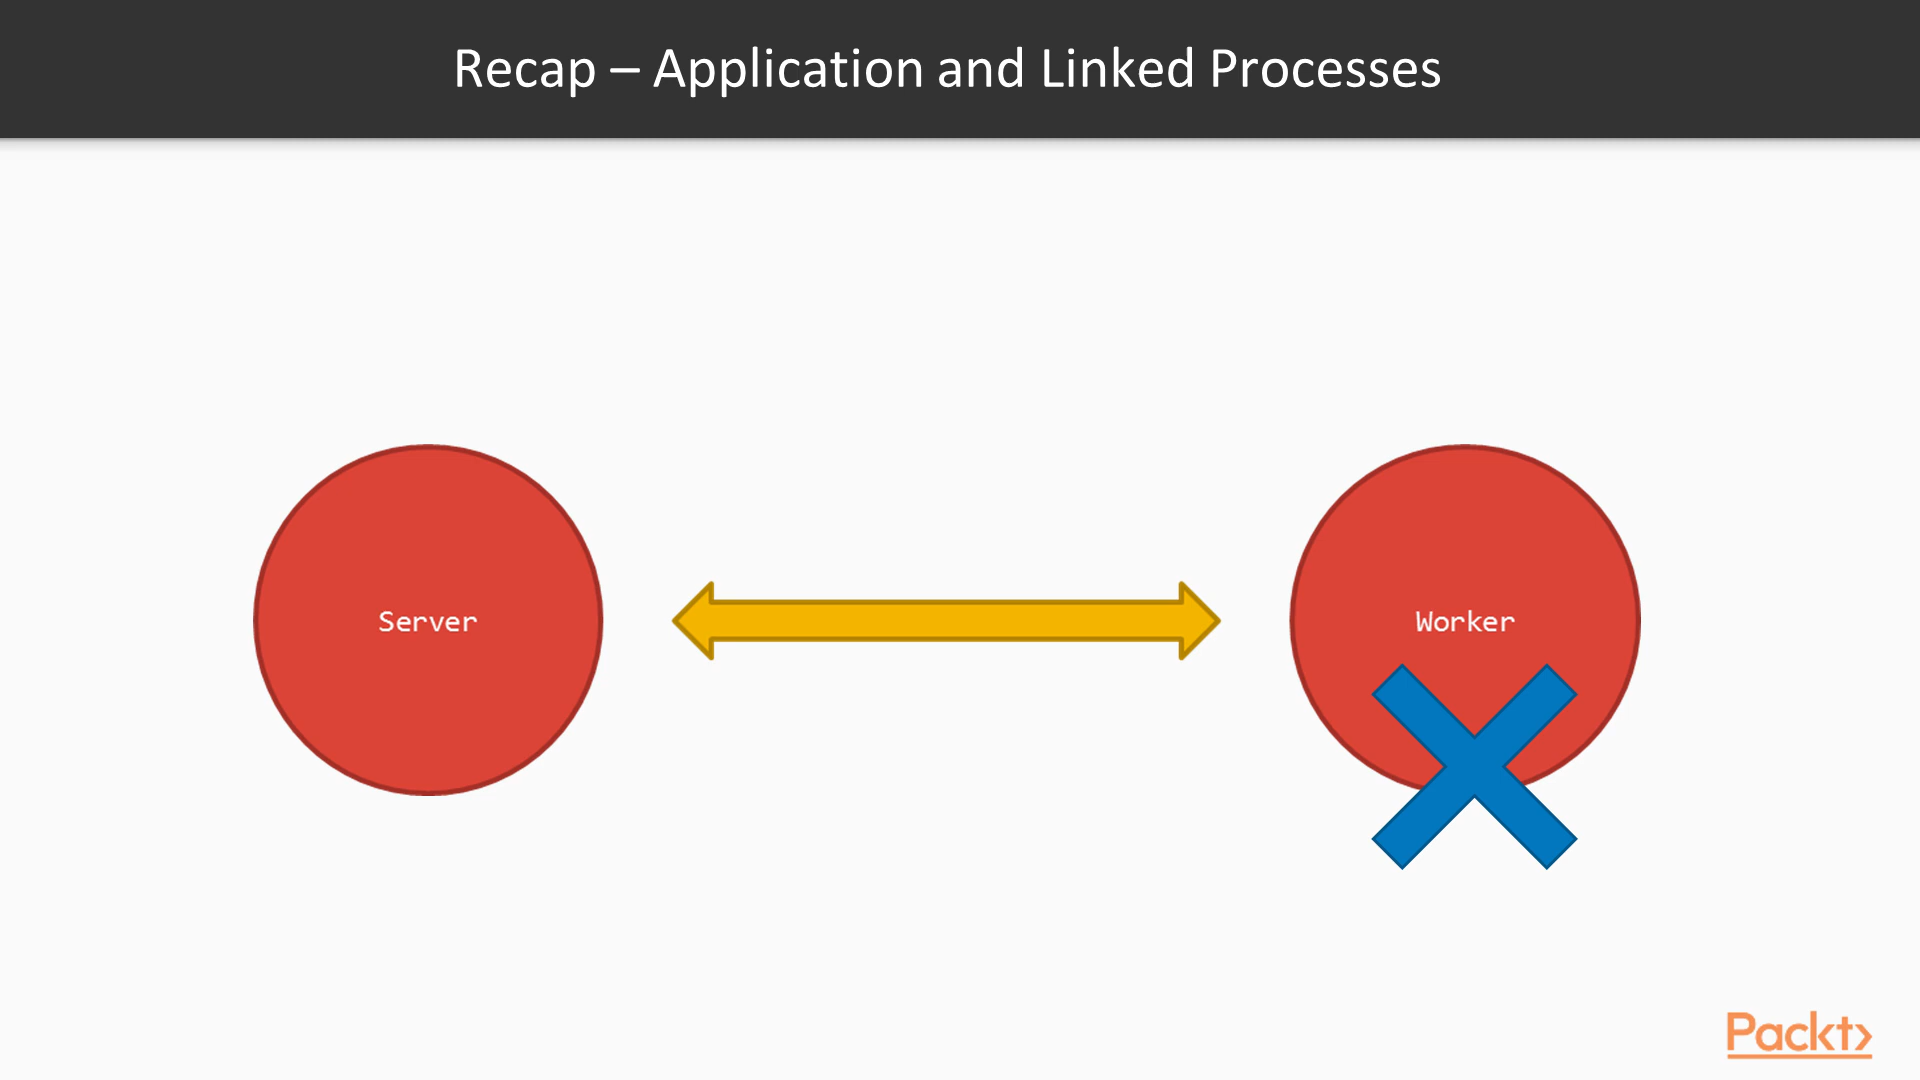 Recap – Application and Linked Processes
Server
Worker
Packt>